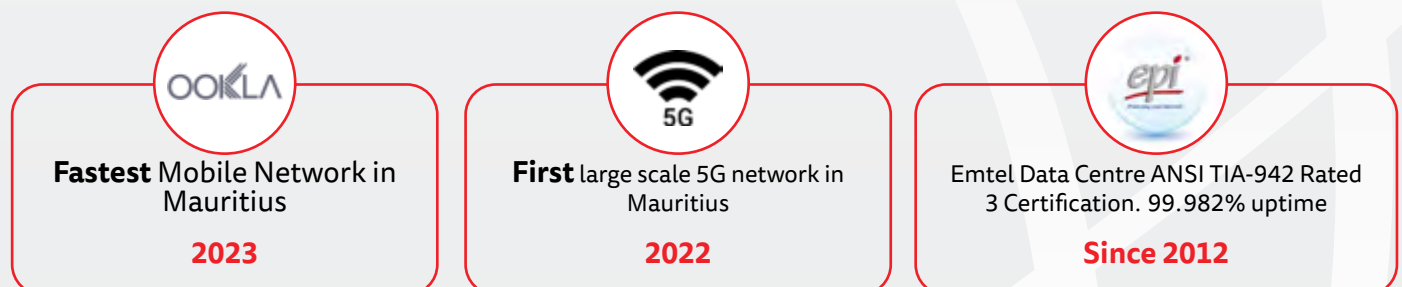 OOKLA
Fastest Mobile Network in
Mauritius
2023
5G
First large scale 5G network in
Mauritius
2022
epi
Emtel Data Centre ANSI TIA-942 Rated
3 Certification. 99.982% uptime
Since 2012